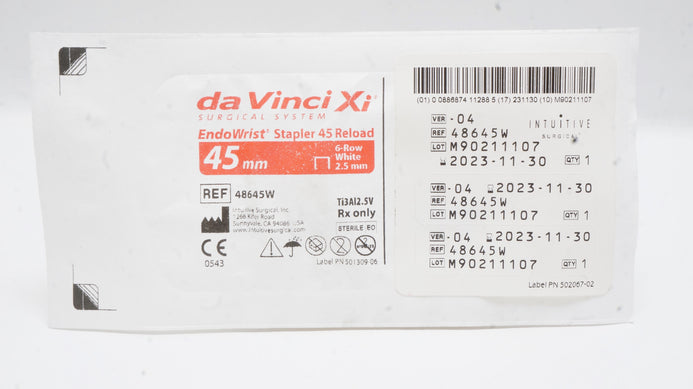 da Vinci Xi
SURGICAL SYSTEM
EndoWrist® Stapler 45 Reload
45 mm
6-Row
White
2.5 mm
REF 48645W
Ti3Al2.5V
Rx only
Intuitive Surgical, Inc.
1266 Kifer Road
Sunnyvale, CA 94086 USA
www.intuitivesurgical.com
STERILE EO
CE
0543
Label PN 501309-06
(01) 0 0886874 11288 5 (17) 231130 (10) M90211107
VER -04
REF 48645W
LOT M90211107
2023-11-30 QTY 1
INTUITIVE
SURGICAL®
VER -04 2023-11-30
REF 48645W
LOT M90211107 QTY 1
VER -04 2023-11-30
REF 48645W
LOT M90211107 QTY 1
Label PN 502067-02